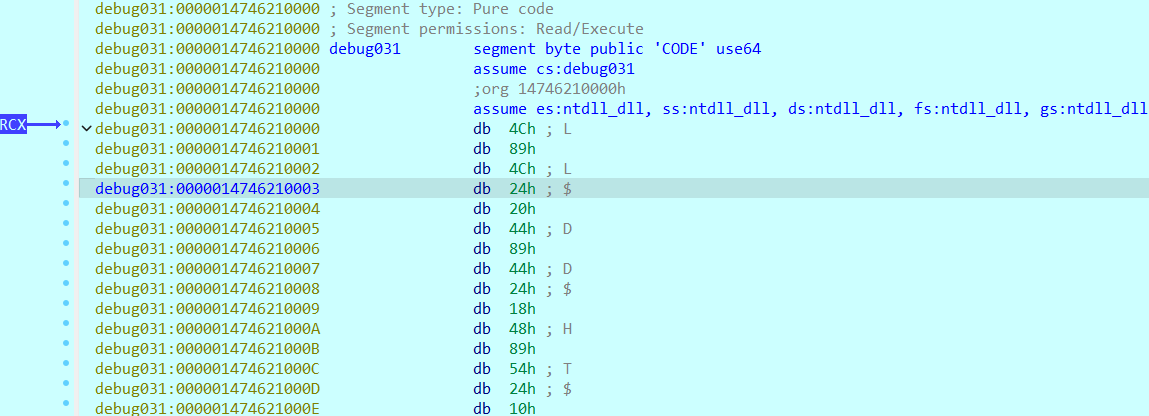 debug031:0000014746210000 ; Segment type: Pure code
debug031:0000014746210000 ; Segment permissions: Read/Execute
debug031:0000014746210000 debug031 segment byte public 'CODE' use64
debug031:0000014746210000 assume cs:debug031
debug031:0000014746210000 ;org 14746210000h
debug031:0000014746210000 assume es:ntdll_dll, ss:ntdll_dll, ds:ntdll_dll, fs:ntdll_dll, gs:ntdll_dll
RCX debug031:0000014746210000 db 4Ch ; L
debug031:0000014746210001 db 89h
debug031:0000014746210002 db 4Ch ; L
debug031:0000014746210003 db 24h ; $
debug031:0000014746210004 db 20h
debug031:0000014746210005 db 44h ; D
debug031:0000014746210006 db 89h
debug031:0000014746210007 db 44h ; D
debug031:0000014746210008 db 24h ; $
debug031:0000014746210009 db 18h
debug031:000001474621000A db 48h ; H
debug031:000001474621000B db 89h
debug031:000001474621000C db 54h ; T
debug031:000001474621000D db 24h ; $
debug031:000001474621000E db 10h